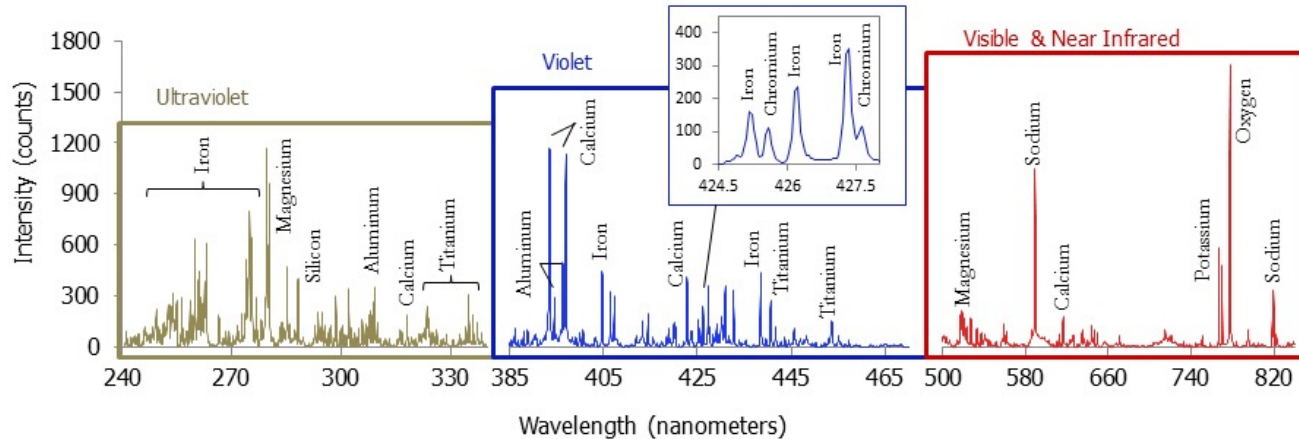 Intensity (counts)
1800
1500
1200
900
600
300
0
Ultraviolet
Iron
Magnesium
Silicon
Aluminum
Calcium
Titanium
240
270
300
330
Violet
Aluminum
Calcium
Iron
Calcium
Iron
Titanium
Titanium
385
405
425
445
465
400
300
200
100
0
Iron
Chromium
Iron
Iron
Chromium
424.5
426
427.5
Visible & Near Infrared
Magnesium
Sodium
Calcium
Potassium
Oxygen
Sodium
500
580
660
740
820
Wavelength (nanometers)